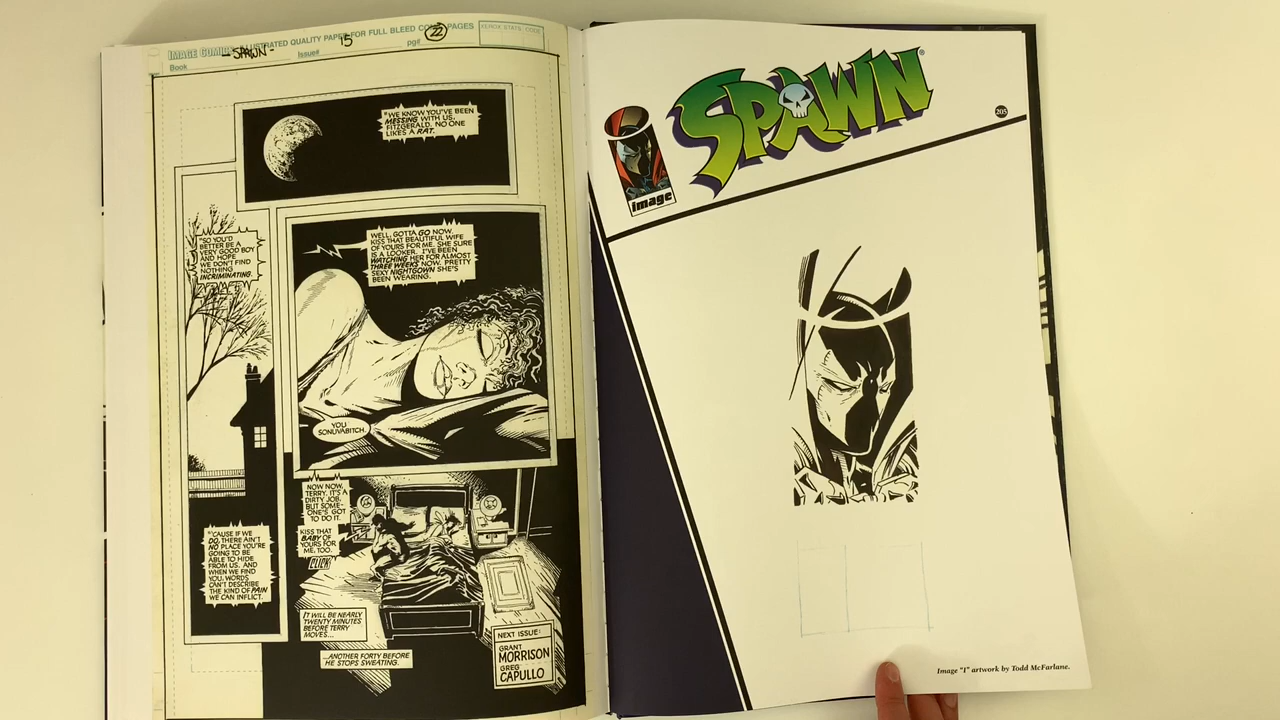 IMAGE COMICS ILLUSTRATED QUALITY PAPER FOR FULL BLEED COMIC PAGES
XEROX STATS CODE
Book -SPAWN- Issue# 15 pg# 22
"WE KNOW YOU'VE BEEN
MESSING WITH US,
FITZGERALD. NO ONE
LIKES A RAT.
"SO YOU'D
BETTER BE A
VERY GOOD BOY
AND HOPE
WE DON'T FIND
NOTHING
INCRIMINATING.
WELL, GOTTA GO NOW.
KISS THAT BEAUTIFUL WIFE
OF YOURS FOR ME. SHE SURE
IS A LOOKER. I'VE BEEN
WATCHING HER FOR ALMOST
THREE WEEKS NOW. PRETTY
SEXY NIGHTGOWN SHE'S
BEEN WEARING.
YOU
SONUVABITCH.
"'CAUSE IF WE
DO, THERE AIN'T
NO PLACE YOU'RE
GOING TO BE
ABLE TO HIDE
FROM US. AND
WHEN WE FIND
YOU, WORDS
CAN'T DESCRIBE
THE KIND OF PAIN
WE CAN INFLICT.
NOW NOW,
TERRY. IT'S A
DIRTY JOB,
BUT SOME-
ONE'S GOT
TO DO IT.
KISS THAT
BABY OF
YOURS FOR
ME, TOO.
CLICK
IT WILL BE NEARLY
TWENTY MINUTES
BEFORE TERRY
MOVES...
...ANOTHER FORTY BEFORE
HE STOPS SWEATING.
NEXT ISSUE:
GRANT
MORRISON
GREG
CAPULLO
SPAWN®
205
image
Image "I" artwork by Todd McFarlane.